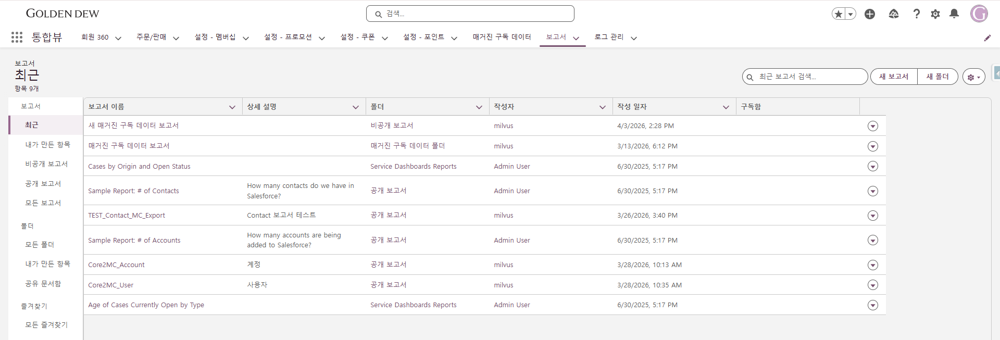 GOLDEN DEW
검색...
통합뷰
회원 360
주문/판매
설정 - 멤버십
설정 - 프로모션
설정 - 쿠폰
설정 - 포인트
매거진 구독 데이터
보고서
로그 관리
보고서
최근
항목 9개
최근 보고서 검색...
새 보고서
새 폴더
보고서
최근
내가 만든 항목
비공개 보고서
공개 보고서
모든 보고서
폴더
모든 폴더
내가 만든 항목
공유 문서함
즐겨찾기
모든 즐겨찾기
보고서 이름 상세 설명 폴더 작성자 작성 일자 구독함
새 매거진 구독 데이터 보고서 비공개 보고서 milvus 4/3/2026, 2:28 PM
매거진 구독 데이터 보고서 매거진 구독 데이터 폴더 milvus 3/13/2026, 6:12 PM
Cases by Origin and Open Status Service Dashboards Reports Admin User 6/30/2025, 5:17 PM
Sample Report: # of Contacts How many contacts do we have in
Salesforce? 공개 보고서 Admin User 6/30/2025, 5:17 PM
TEST_Contact_MC_Export Contact 보고서 테스트 공개 보고서 milvus 3/26/2026, 3:40 PM
Sample Report: # of Accounts How many accounts are being
added to Salesforce? 공개 보고서 Admin User 6/30/2025, 5:17 PM
Core2MC_Account 계정 공개 보고서 milvus 3/28/2026, 10:13 AM
Core2MC_User 사용자 공개 보고서 milvus 3/28/2026, 10:35 AM
Age of Cases Currently Open by Type Service Dashboards Reports Admin User 6/30/2025, 5:17 PM